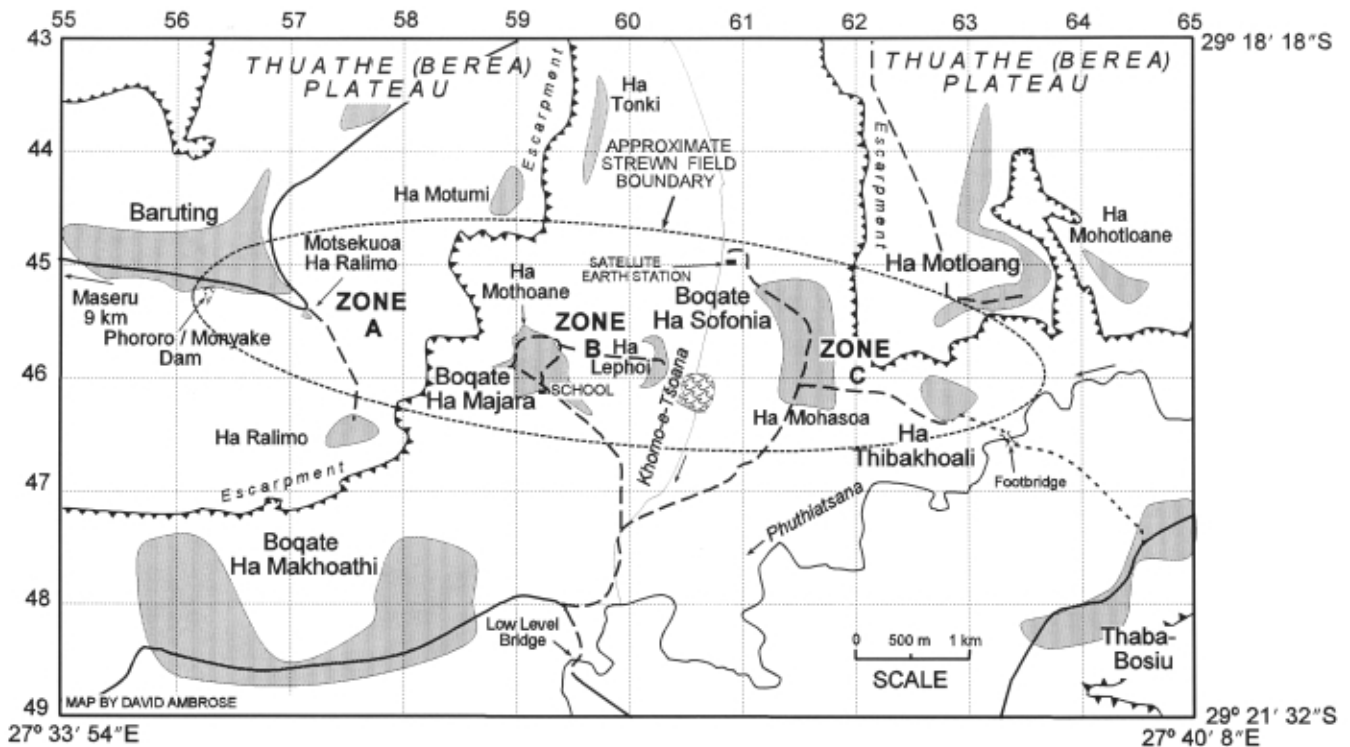 55 56 57 58 59 60 61 62 63 64 65
43
29° 18′ 18″S
THUATHE (BEREA)
PLATEAU
THUATHE (BEREA)
PLATEAU
Ha
Tonki
Escarpment
Escarpment
44
APPROXIMATE
STREWN FIELD
BOUNDARY
Ha Motumi
Baruting
Ha
Mohotloane
Motsekuoa
Ha Ralimo
45
SATELLITE
EARTH STATION
Ha Motloang
Ha
Mothoane
Maseru
9 km
ZONE
A
Phororo / Monyake
Dam
ZONE
B
Boqate
Ha Sofonia
Ha
Lephoi
ZONE
C
46
Boqate
Ha Majara
SCHOOL
Khomo-e-Tsoana
Ha Mohasoa
Ha Ralimo
Ha
Thibakhoali
Footbridge
Escarpment
47
Phuthiatsana
Boqate
Ha Makhoathi
48
Low Level
Bridge
0 500 m 1 km
SCALE
Thaba-
Bosiu
MAP BY DAVID AMBROSE
49
29° 21′ 32″S
27° 33′ 54″E
27° 40′ 8″E